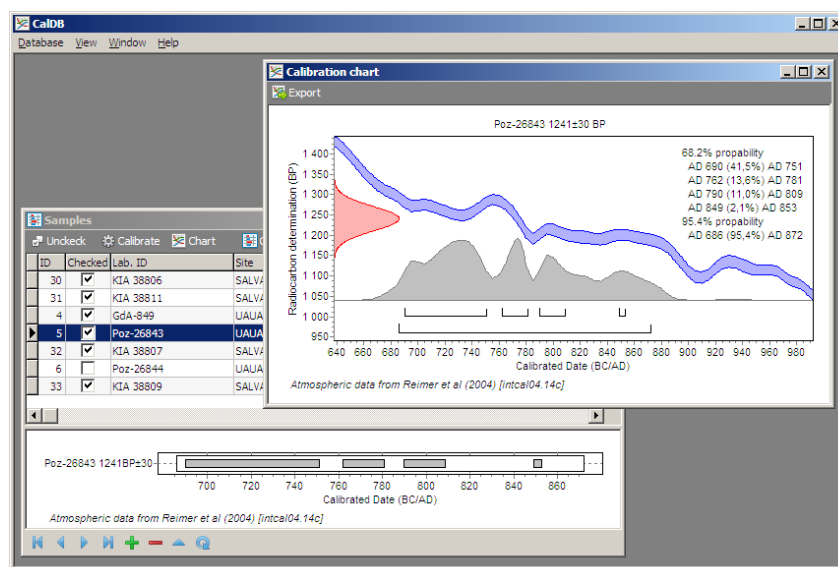 CalDB
Database View Window Help
Calibration chart
Export
Poz-26843 1241±30 BP
68.2% propability
AD 690 (41,5%) AD 751
AD 762 (13,6%) AD 781
AD 790 (11,0%) AD 809
AD 849 (2,1%) AD 853
95.4% propability
AD 686 (95,4%) AD 872
Radiocarbon determination (BP)
1 400
1 350
1 300
1 250
1 200
1 150
1 100
1 050
1 000
950
640 660 680 700 720 740 760 780 800 820 840 860 880 900 920 940 960 980
Calibrated Date (BC/AD)
Atmospheric data from Reimer et al (2004) [intcal04.14c]
Samples
Unckeck Calibrate Chart
ID Checked Lab. ID Site
30 KIA 38806 SALVA
31 KIA 38811 SALVA
4 GdA-849 UAUA
5 Poz-26843 UAUA
32 KIA 38807 SALVA
6 Poz-26844 UAUA
33 KIA 38809 SALVA
Poz-26843 1241BP±30
700 720 740 760 780 800 820 840 860
Calibrated Date (BC/AD)
Atmospheric data from Reimer et al (2004) [intcal04.14c]